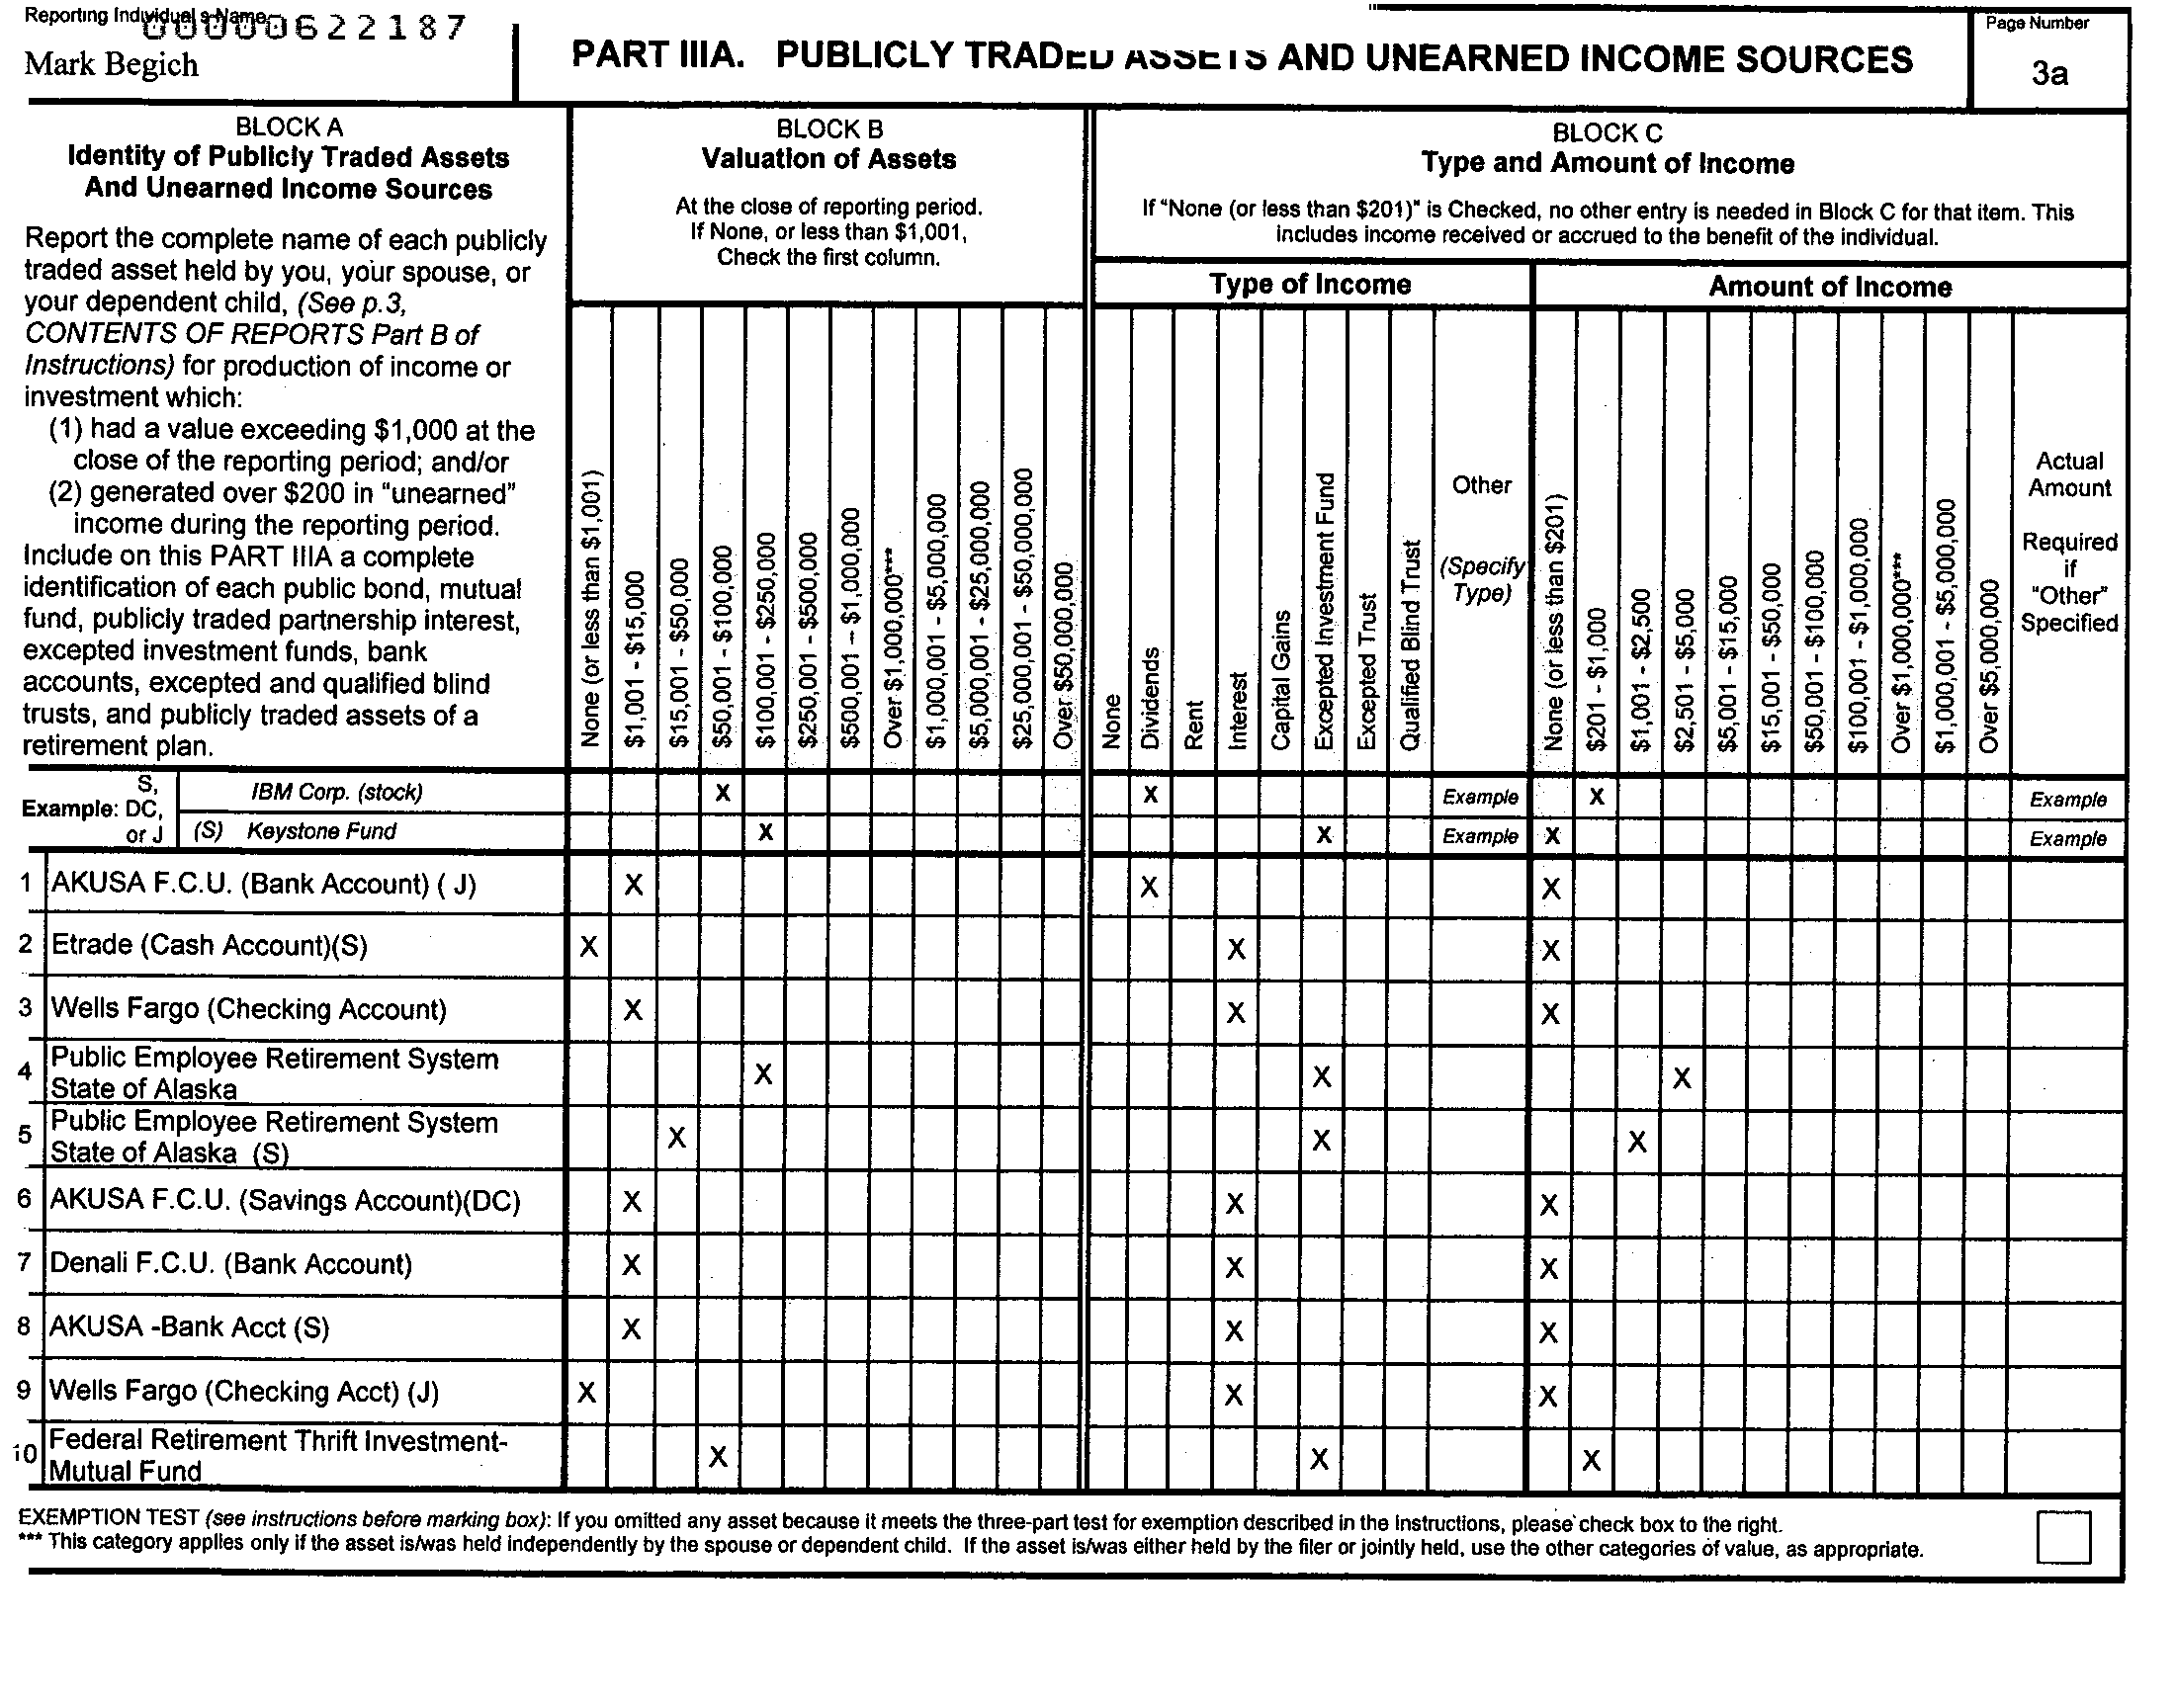 Reporting Individual's Name
00000622187
Mark Begich
PART IIIA. PUBLICLY TRADED ASSETS AND UNEARNED INCOME SOURCES
Page Number
3a
BLOCK A
Identity of Publicly Traded Assets
And Unearned Income Sources
Report the complete name of each publicly
traded asset held by you, your spouse, or
your dependent child, (See p.3,
CONTENTS OF REPORTS Part B of
Instructions) for production of income or
investment which:
(1) had a value exceeding $1,000 at the
close of the reporting period; and/or
(2) generated over $200 in "unearned"
income during the reporting period.
Include on this PART IIIA a complete
identification of each public bond, mutual
fund, publicly traded partnership interest,
excepted investment funds, bank
accounts, excepted and qualified blind
trusts, and publicly traded assets of a
retirement plan.
BLOCK B
Valuation of Assets
At the close of reporting period.
If None, or less than $1,001,
Check the first column.
None (or less than $1,001)
$1,001 - $15,000
$15,001 - $50,000
$50,001 - $100,000
$100,001 - $250,000
$250,001 - $500,000
$500,001 - $1,000,000
Over $1,000,000***
$1,000,001 - $5,000,000
$5,000,001 - $25,000,000
$25,000,001 - $50,000,000
Over $50,000,000
BLOCK C
Type and Amount of Income
If "None (or less than $201)" is Checked, no other entry is needed in Block C for that item. This
includes income received or accrued to the benefit of the individual.
Type of Income
None
Dividends
Rent
Interest
Capital Gains
Excepted Investment Fund
Excepted Trust
Qualified Blind Trust
Other
(Specify
Type)
Amount of Income
None (or less than $201)
$201 - $1,000
$1,001 - $2,500
$2,501 - $5,000
$5,001 - $15,000
$15,001 - $50,000
$50,001 - $100,000
$100,001 - $1,000,000
Over $1,000,000***
$1,000,001 - $5,000,000
Over $5,000,000
Actual
Amount
Required
if
"Other"
Specified
S,
Example: DC,
or J
IBM Corp. (stock) X X Example X Example
(S) Keystone Fund X X Example X Example
1 AKUSA F.C.U. (Bank Account) ( J) X X X
2 Etrade (Cash Account)(S) X X X
3 Wells Fargo (Checking Account) X X X
4 Public Employee Retirement System
State of Alaska X X X
5 Public Employee Retirement System
State of Alaska (S) X X X
6 AKUSA F.C.U. (Savings Account)(DC) X X X
7 Denali F.C.U. (Bank Account) X X X
8 AKUSA -Bank Acct (S) X X X
9 Wells Fargo (Checking Acct) (J) X X X
10 Federal Retirement Thrift Investment-
Mutual Fund X X X
EXEMPTION TEST (see instructions before marking box): If you omitted any asset because it meets the three-part test for exemption described in the Instructions, please check box to the right.
*** This category applies only if the asset is/was held independently by the spouse or dependent child. If the asset is/was either held by the filer or jointly held, use the other categories of value, as appropriate.